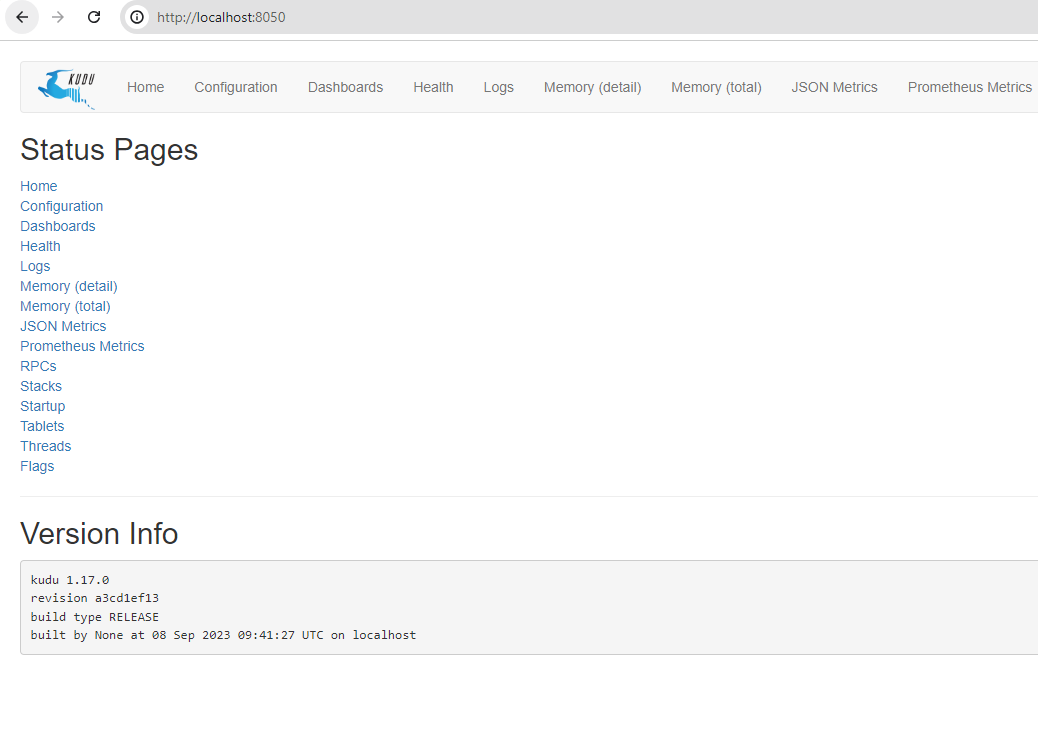 http://localhost:8050
KUDU Home Configuration Dashboards Health Logs Memory (detail) Memory (total) JSON Metrics Prometheus Metrics
Status Pages
Home
Configuration
Dashboards
Health
Logs
Memory (detail)
Memory (total)
JSON Metrics
Prometheus Metrics
RPCs
Stacks
Startup
Tablets
Threads
Flags
Version Info
kudu 1.17.0
revision a3cd1ef13
build type RELEASE
built by None at 08 Sep 2023 09:41:27 UTC on localhost